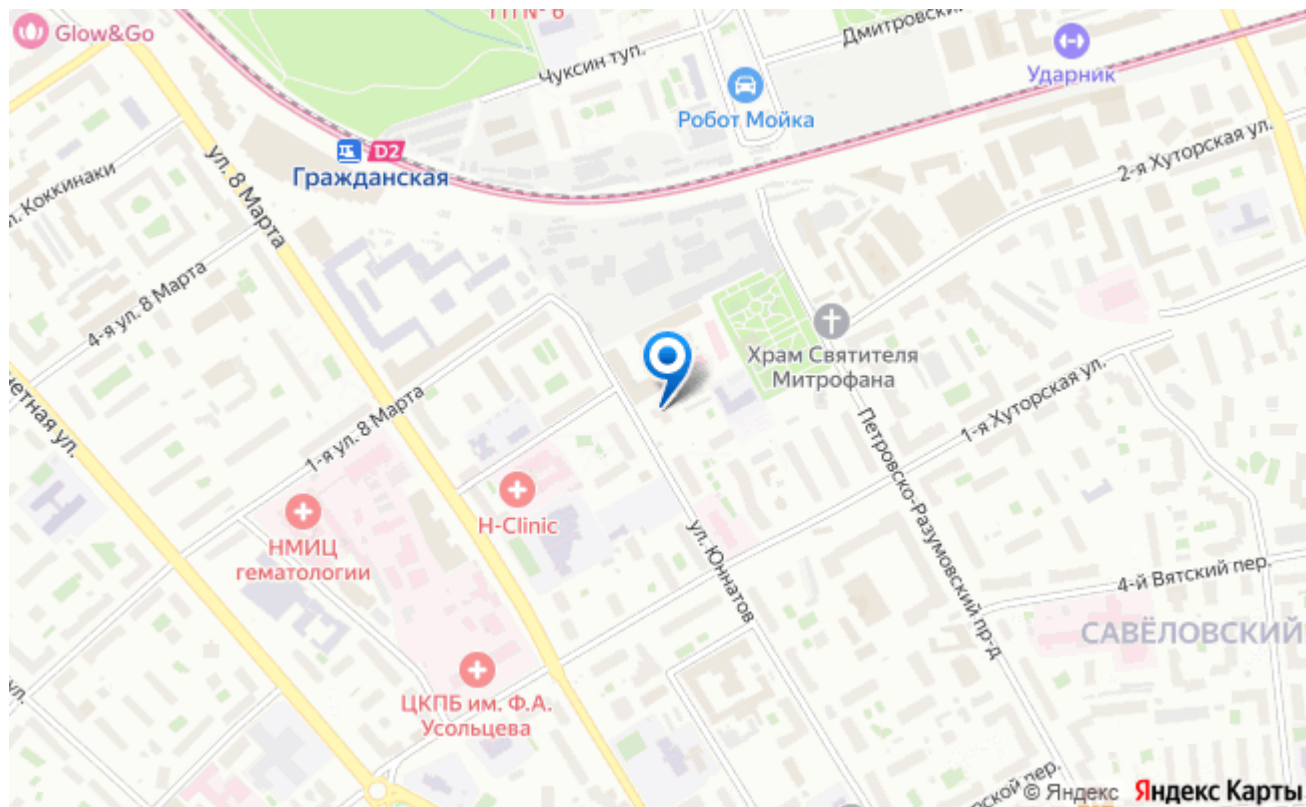 Glow&Go
Дмитровский
Ударник
Чуксин туп.
Робот Мойка
D2
Гражданская
ул. 8 Марта
2-я Хуторская ул.
Коккинаки
4-я ул. 8 Марта
Храм Святителя
Митрофана
1-я ул. 8 Марта
1-я Хуторская ул.
Петровско-Разумовский пр-д
H-Clinic
НМИЦ
гематологии
ул. Юннатов
4-й Вятский пер.
САВЁЛОВСКИЙ
ЦКПБ им. Ф.А.
Усольцева
ул.
пер.
© Яндекс Яндекс Карты